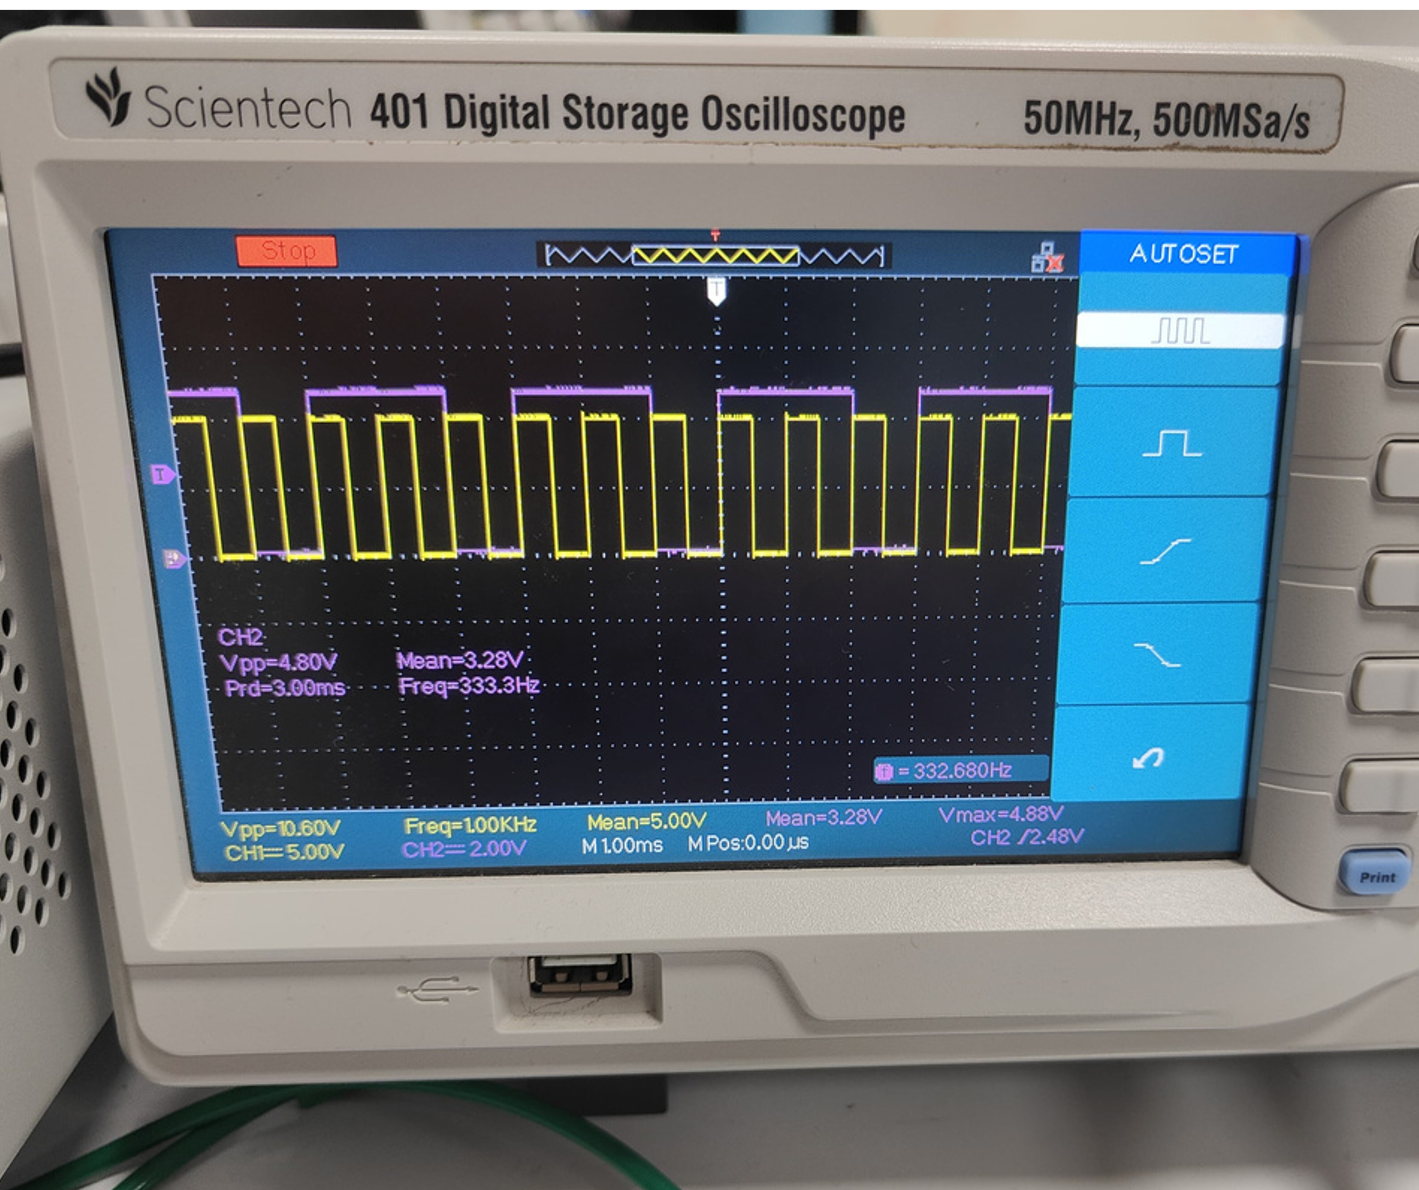 Scientech 401 Digital Storage Oscilloscope 50MHz, 500MSa/s
Stop
T
AUTOSET
T
T
CH2
Vpp=4.80V Mean=3.28V
Prd=3.00ms Freq=333.3Hz
= 332.680Hz
Vpp=10.60V Freq=1.00KHz Mean=5.00V Mean=3.28V Vmax=4.88V
CH1 5.00V CH2 2.00V M 1.00ms M Pos:0.00µs CH2 /2.48V
Print